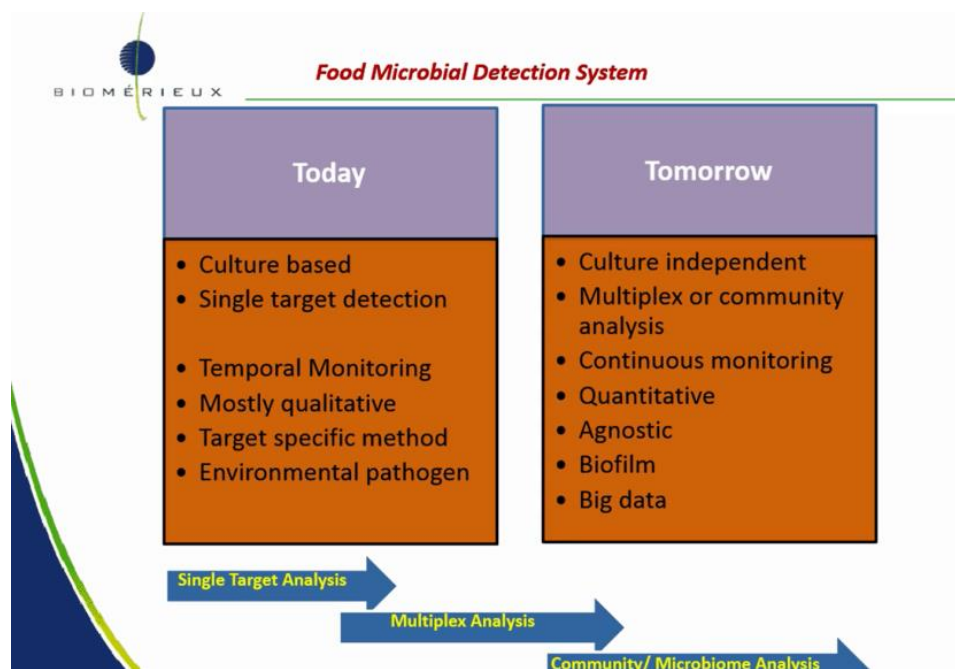 BIOMÉRIEUX
Food Microbial Detection System
Today
• Culture based
• Single target detection
• Temporal Monitoring
• Mostly qualitative
• Target specific method
• Environmental pathogen
Tomorrow
• Culture independent
• Multiplex or community
analysis
• Continuous monitoring
• Quantitative
• Agnostic
• Biofilm
• Big data
Single Target Analysis
Multiplex Analysis
Community/ Microbiome Analysis